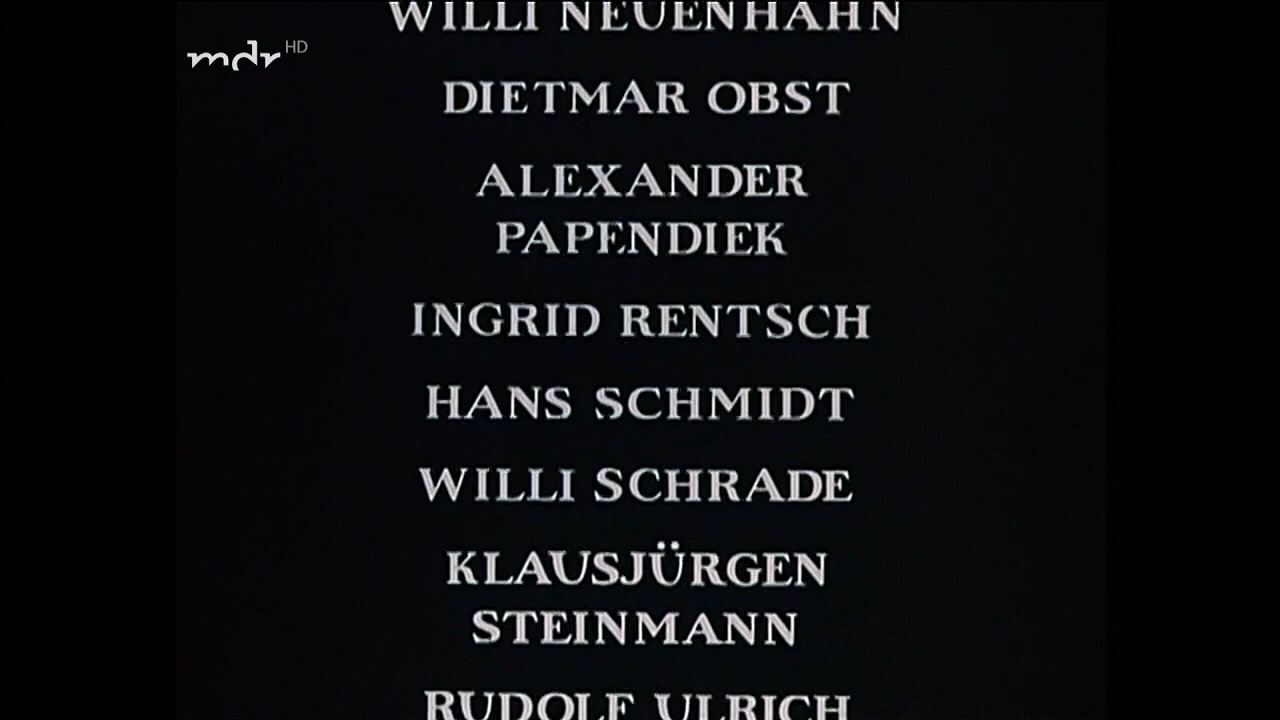 WILLI NEUENHAHN
mdr HD
DIETMAR OBST
ALEXANDER
PAPENDIEK
INGRID RENTSCH
HANS SCHMIDT
WILLI SCHRADE
KLAUSJÜRGEN
STEINMANN
RUDOLF ULRICH